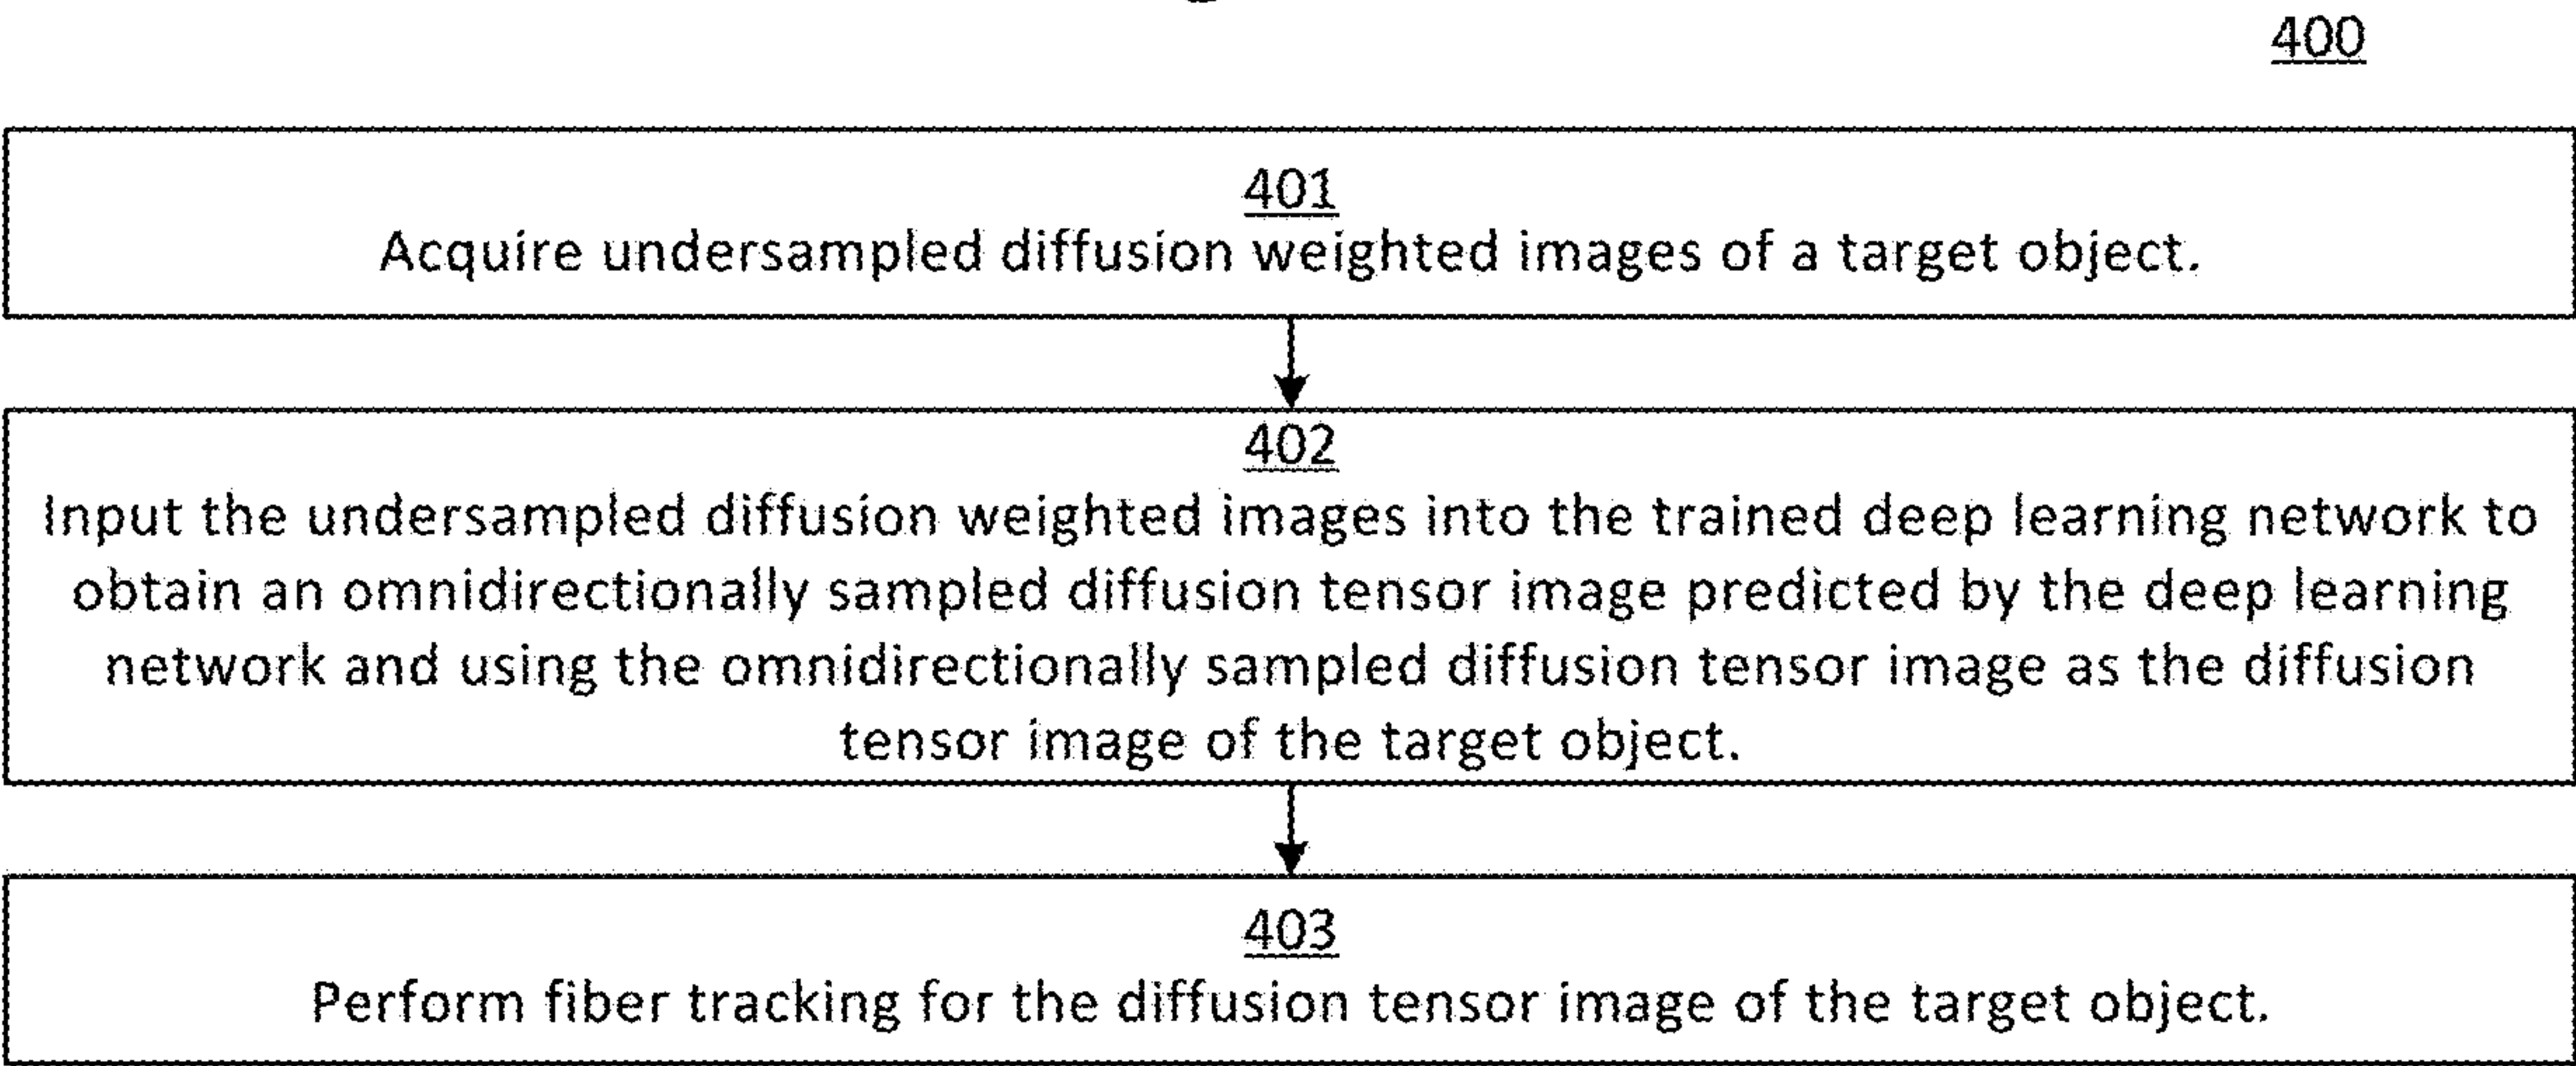 400
401
Acquire undersampled diffusion weighted images of a target object.
402
Input the undersampled diffusion weighted images into the trained deep learning network to
obtain an omnidirectionally sampled diffusion tensor image predicted by the deep learning
network and using the omnidirectionally sampled diffusion tensor image as the diffusion
tensor image of the target object.
403
Perform fiber tracking for the diffusion tensor image of the target object.